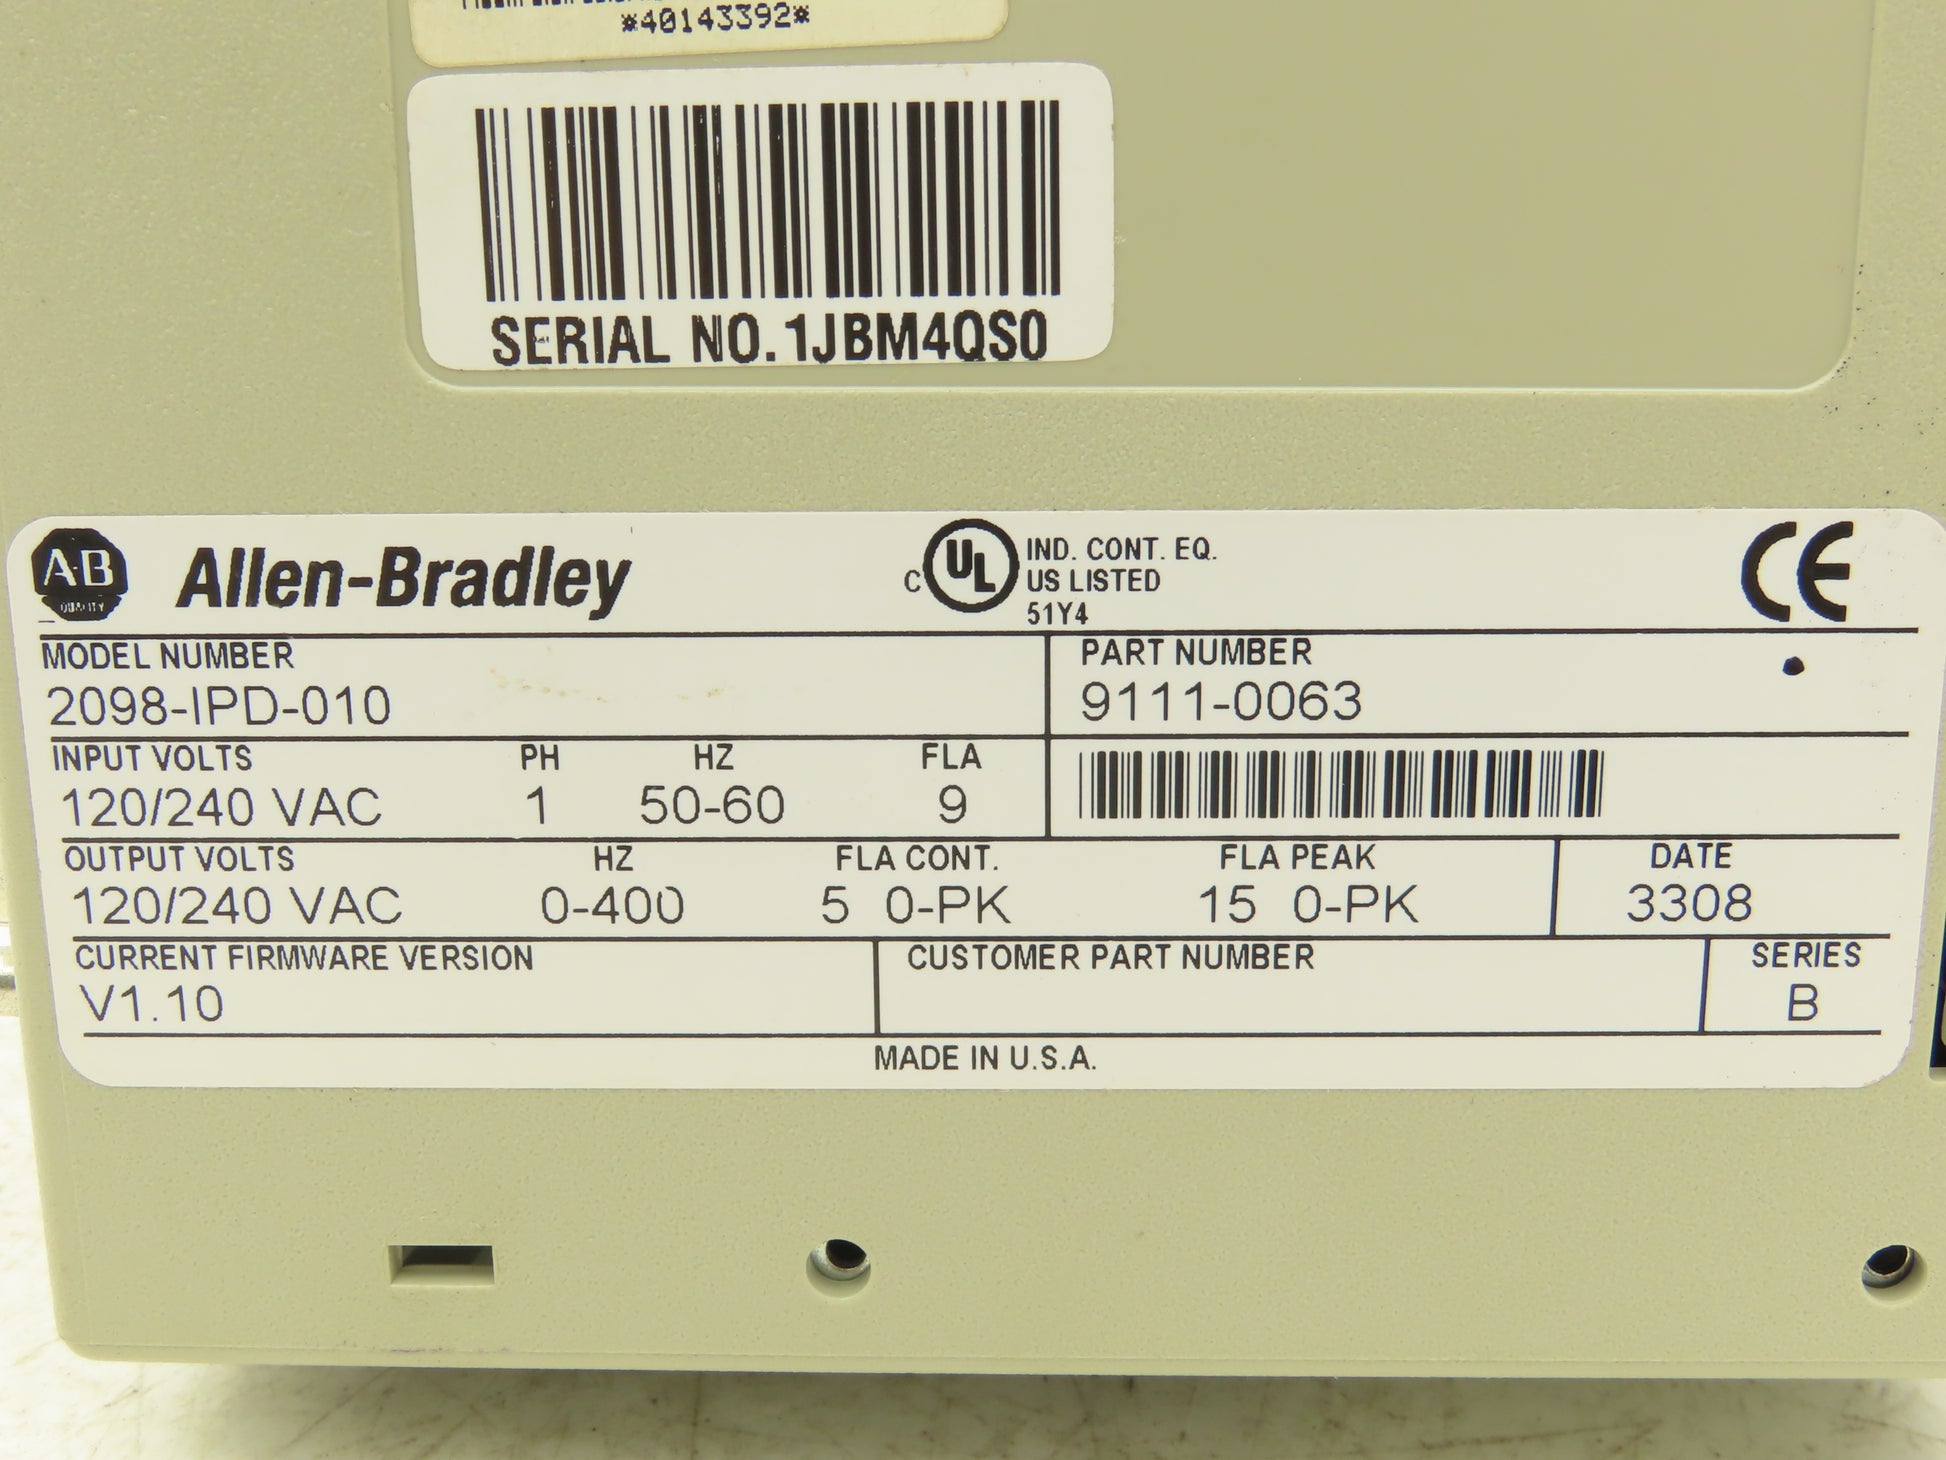 *40143392*
SERIAL NO. 1JBM4QS0
A-B QUALITY Allen-Bradley
C UL IND. CONT. EQ.
US LISTED
51Y4
CE
MODEL NUMBER PART NUMBER
2098-IPD-010 9111-0063
INPUT VOLTS PH HZ FLA
120/240 VAC 1 50-60 9
OUTPUT VOLTS HZ FLA CONT. FLA PEAK DATE
120/240 VAC 0-400 5 0-PK 15 0-PK 3308
CURRENT FIRMWARE VERSION CUSTOMER PART NUMBER SERIES
V1.10 B
MADE IN U.S.A.